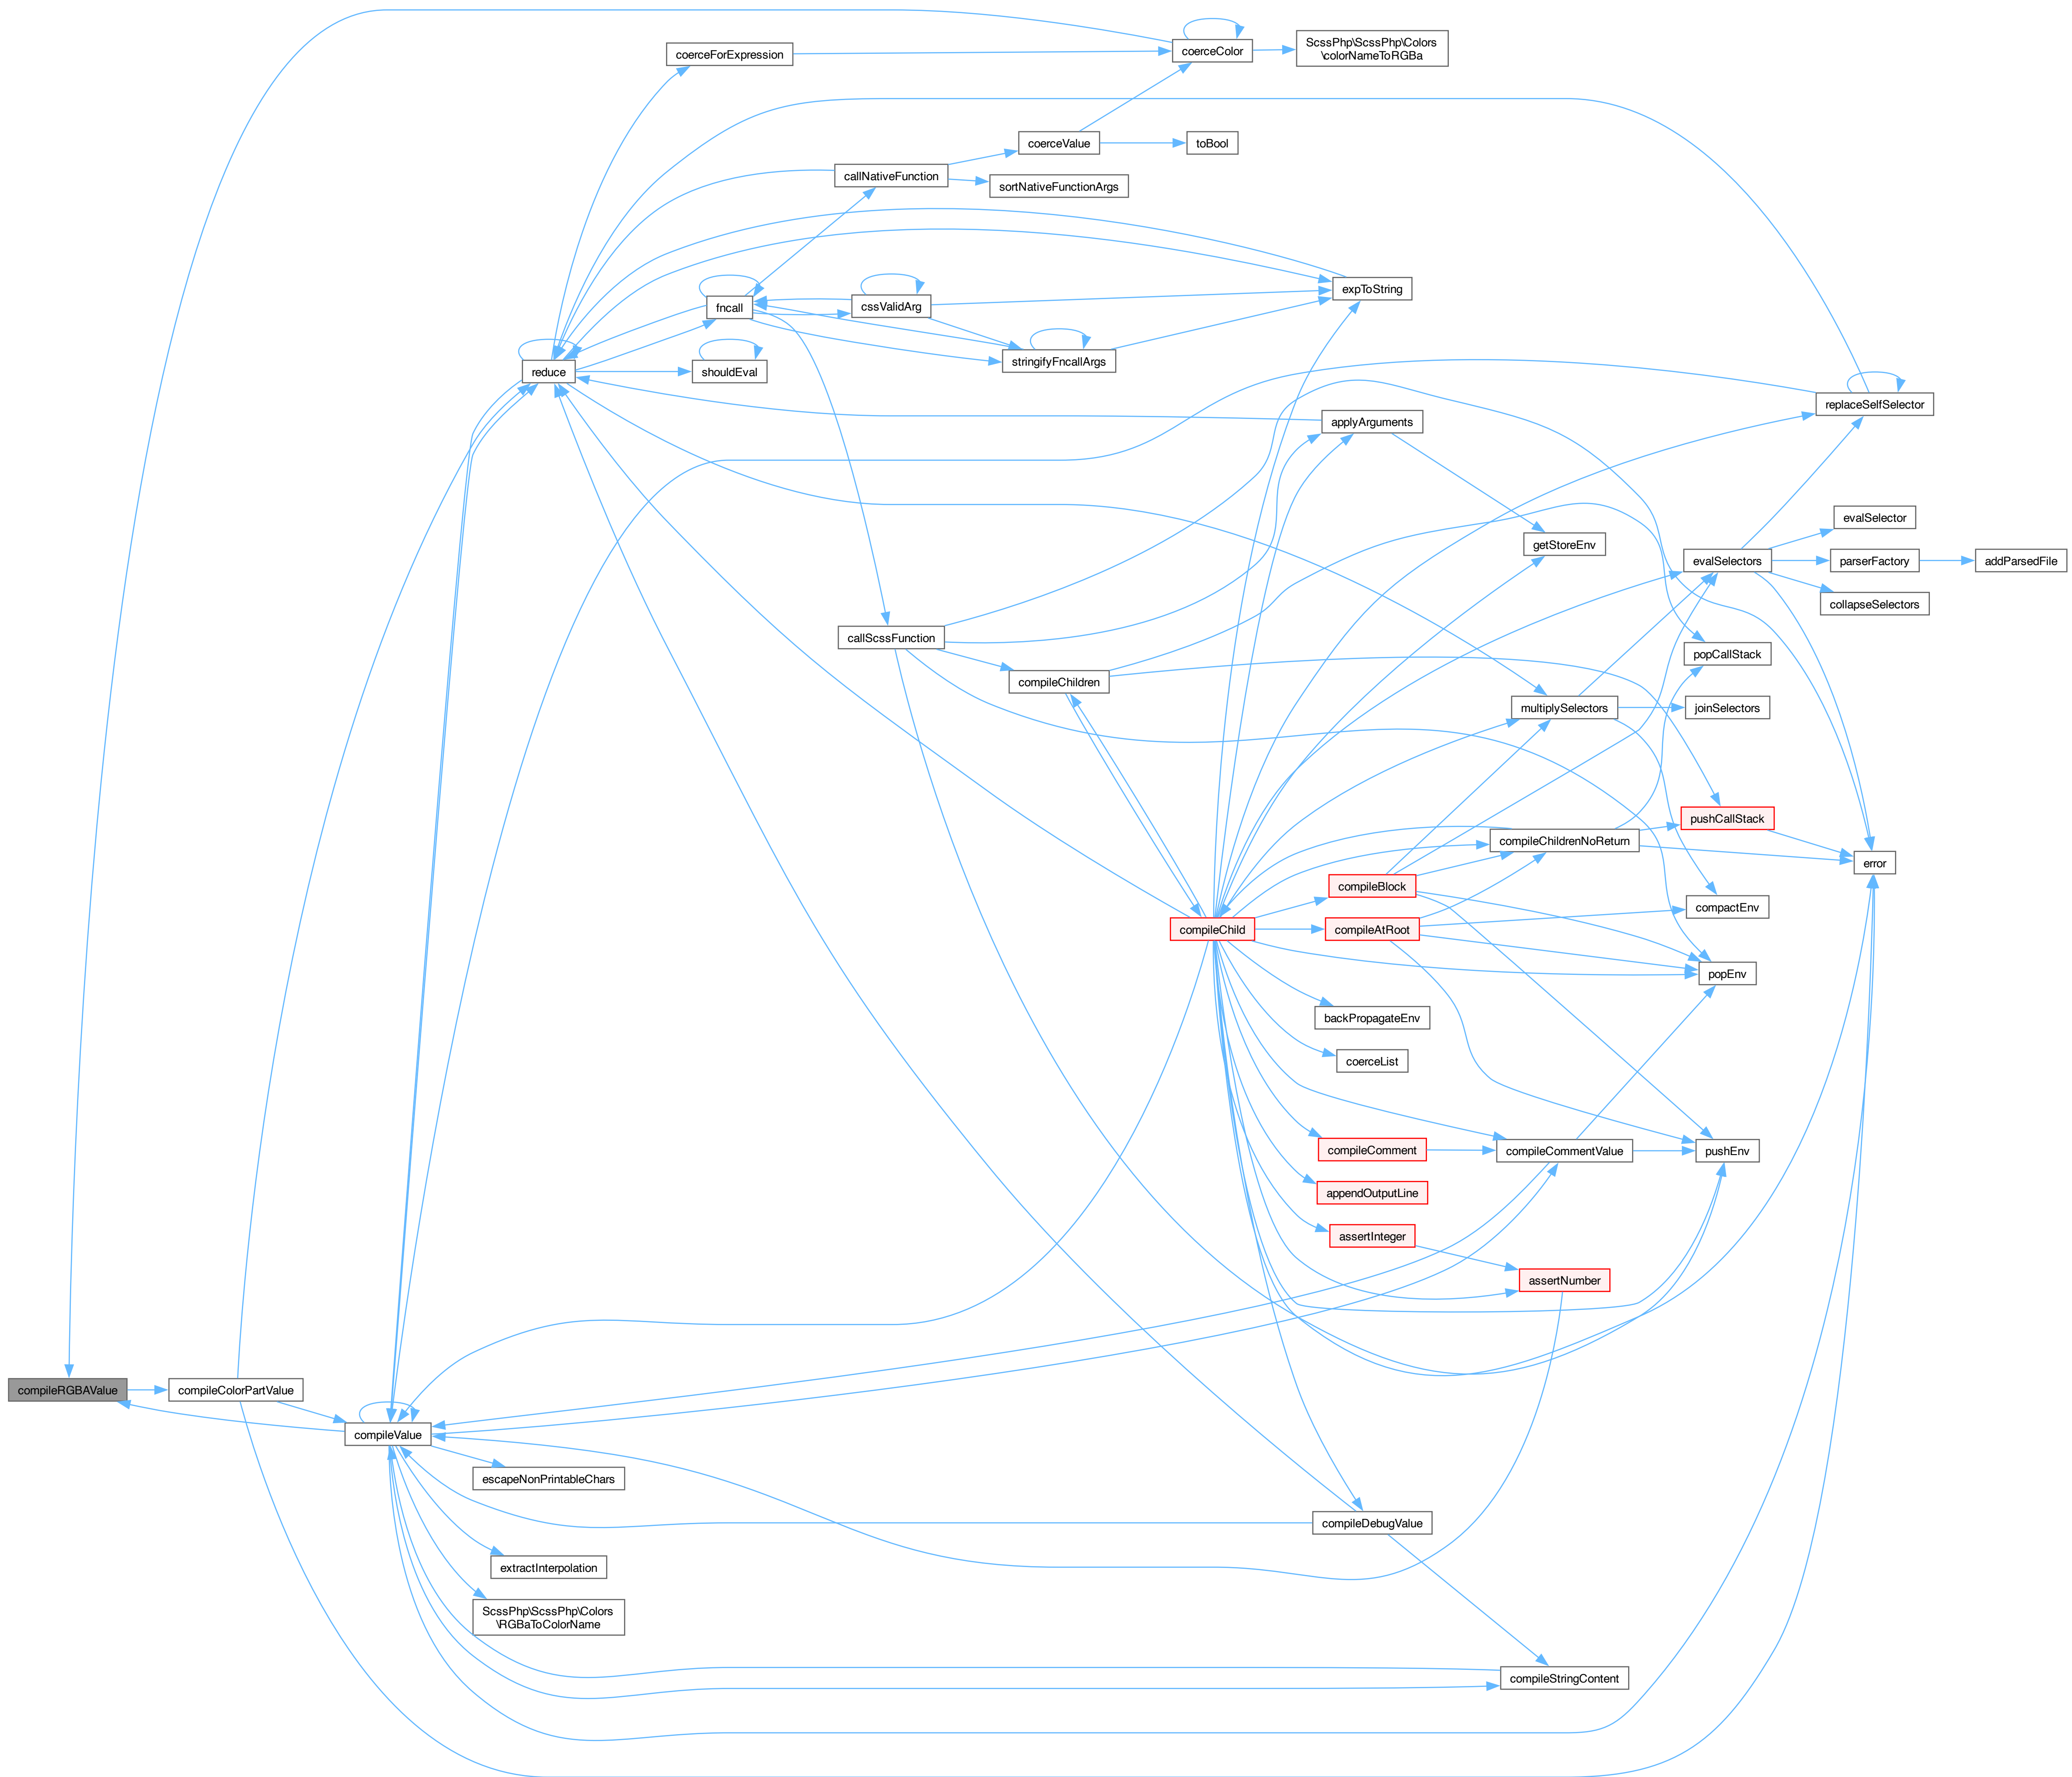 coerceColor
ScssPhp\ScssPhp\Colors
\colorNameToRGBa
coerceForExpression
coerceValue
toBool
callNativeFunction
sortNativeFunctionArgs
expToString
fncall
cssValidArg
stringifyFncallArgs
reduce
shouldEval
replaceSelfSelector
applyArguments
evalSelector
getStoreEnv
evalSelectors
parserFactory
addParsedFile
collapseSelectors
callScssFunction
popCallStack
compileChildren
multiplySelectors
joinSelectors
pushCallStack
compileChildrenNoReturn
error
compileBlock
compactEnv
compileChild
compileAtRoot
popEnv
backPropagateEnv
coerceList
compileComment
compileCommentValue
pushEnv
appendOutputLine
assertInteger
assertNumber
compileRGBAValue
compileColorPartValue
compileValue
escapeNonPrintableChars
compileDebugValue
extractInterpolation
ScssPhp\ScssPhp\Colors
\RGBaToColorName
compileStringContent